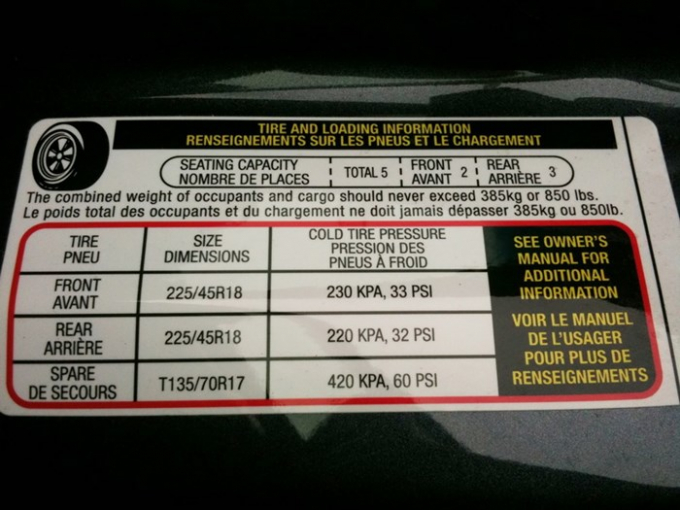 TIRE AND LOADING INFORMATION
RENSEIGNEMENTS SUR LES PNEUS ET LE CHARGEMENT
SEATING CAPACITY
NOMBRE DE PLACES
TOTAL 5
FRONT
AVANT 2
REAR
ARRIÈRE 3
The combined weight of occupants and cargo should never exceed 385kg or 850 lbs.
Le poids total des occupants et du chargement ne doit jamais dépasser 385kg ou 850lb.
TIRE
PNEU
SIZE
DIMENSIONS
COLD TIRE PRESSURE
PRESSION DES
PNEUS À FROID
FRONT
AVANT
225/45R18
230 KPA, 33 PSI
REAR
ARRIÈRE
225/45R18
220 KPA, 32 PSI
SPARE
DE SECOURS
T135/70R17
420 KPA, 60 PSI
SEE OWNER'S
MANUAL FOR
ADDITIONAL
INFORMATION
VOIR LE MANUEL
DE L'USAGER
POUR PLUS DE
RENSEIGNEMENTS